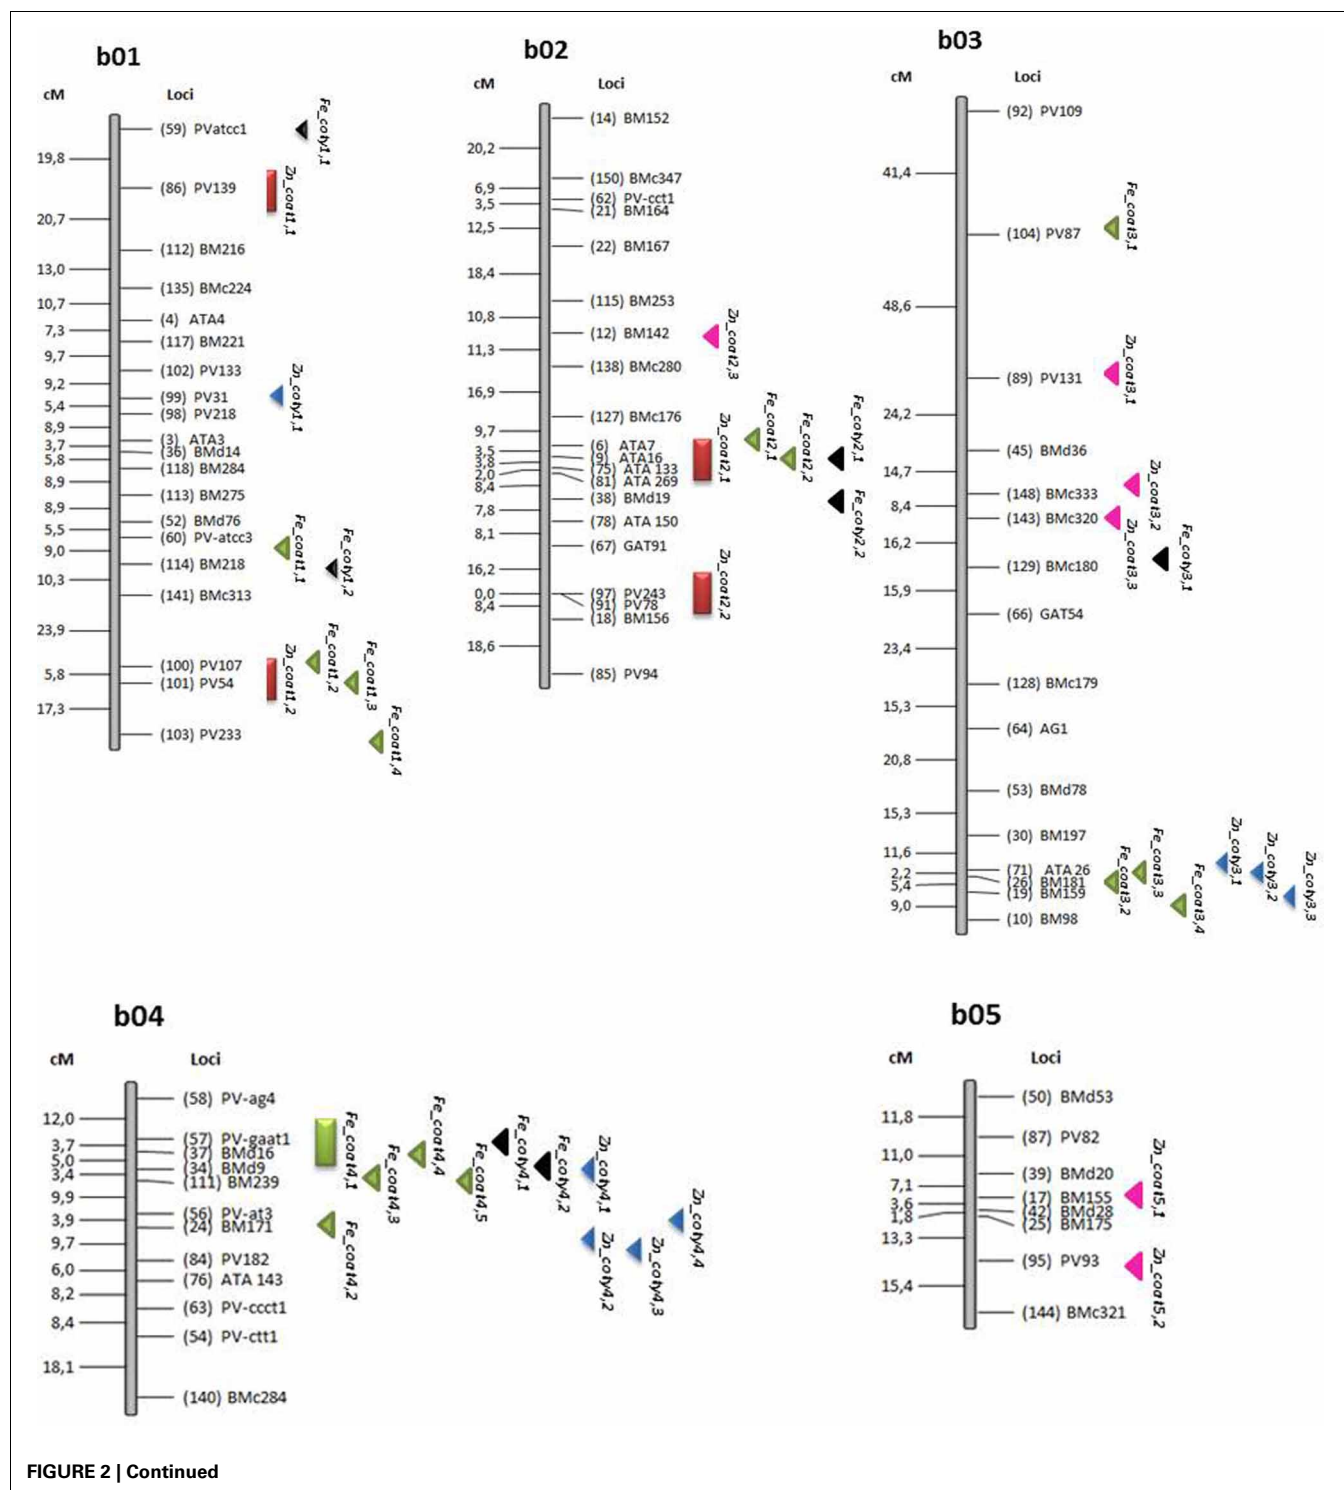 b01
cM Loci
(59) PVatcc1
19,8
(86) PV139
20,7
(112) BM216
13,0
(135) BMc224
10,7
(4) ATA4
7,3
(117) BM221
9,7
(102) PV133
9,2
(99) PV31
5,4
(98) PV218
8,9
(3) ATA3
3,7
(36) BMd14
5,8
(118) BM284
8,9
(113) BM275
8,9
(52) BMd76
5,5
(60) PV-atcc3
9,0
(114) BM218
10,3
(141) BMc313
23,9
(100) PV107
5,8
(101) PV54
17,3
(103) PV233
Fe_coty1,1
Zn_coat1,1
Zn_coty1,1
Fe_coat1,1
Fe_coty1,2
Zn_coat1,2
Fe_coat1,2
Fe_coat1,3
Fe_coat1,4
b02
cM Loci
(14) BM152
20,2
(150) BMc347
6,9
(62) PV-cct1
3,5
(21) BM164
12,5
(22) BM167
18,4
(115) BM253
10,8
(12) BM142
11,3
(138) BMc280
16,9
(127) BMc176
9,7
(6) ATA7
3,5
(9) ATA16
3,8
(75) ATA 133
2,0
(81) ATA 269
8,4
(38) BMd19
7,8
(78) ATA 150
8,1
(67) GAT91
16,2
(97) PV243
0,0
(91) PV78
8,4
(18) BM156
18,6
(85) PV94
Zn_coat2,3
Zn_coat2,1
Fe_coat2,1
Fe_coat2,2
Fe_coty2,1
Fe_coty2,2
Zn_coat2,2
b03
cM Loci
(92) PV109
41,4
(104) PV87
48,6
(89) PV131
24,2
(45) BMd36
14,7
(148) BMc333
8,4
(143) BMc320
16,2
(129) BMc180
15,9
(66) GAT54
23,4
(128) BMc179
15,3
(64) AG1
20,8
(53) BMd78
15,3
(30) BM197
11,6
(71) ATA 26
2,2
(26) BM181
5,4
(19) BM159
9,0
(10) BM98
Fe_coat3,1
Zn_coat3,1
Zn_coat3,2
Zn_coat3,3
Fe_coty3,1
Fe_coat3,2
Fe_coat3,3
Fe_coat3,4
Zn_coty3,1
Zn_coty3,2
Zn_coty3,3
b04
cM Loci
(58) PV-ag4
12,0
(57) PV-gaat1
3,7
(37) BMd16
5,0
(34) BMd9
3,4
(111) BM239
9,9
(56) PV-at3
3,9
(24) BM171
9,7
(84) PV182
6,0
(76) ATA 143
8,2
(63) PV-ccct1
8,4
(54) PV-ctt1
18,1
(140) BMc284
Fe_coat4,1
Fe_coat4,3
Fe_coat4,4
Fe_coat4,5
Fe_coty4,1
Fe_coty4,2
Zn_coty4,1
Fe_coat4,2
Zn_coty4,2
Zn_coty4,3
Zn_coty4,4
b05
cM Loci
(50) BMd53
11,8
(87) PV82
11,0
(39) BMd20
7,1
(17) BM155
3,6
(42) BMd28
1,8
(25) BM175
13,3
(95) PV93
15,4
(144) BMc321
Zn_coat5,1
Zn_coat5,2
FIGURE 2 | Continued